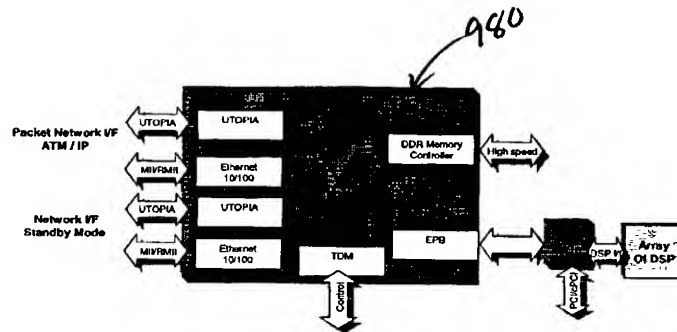 980
UTOPIA
UTOPIA
Packet Network I/F
ATM / IP
DDR Memory
Controller
High speed
MII/RMII
Ethernet
10/100
UTOPIA
UTOPIA
Network I/F
Standby Mode
EPB
MII/RMII
Ethernet
10/100
TDM
DSP I/
Array
Of DSP
Control
PCI/cPCI